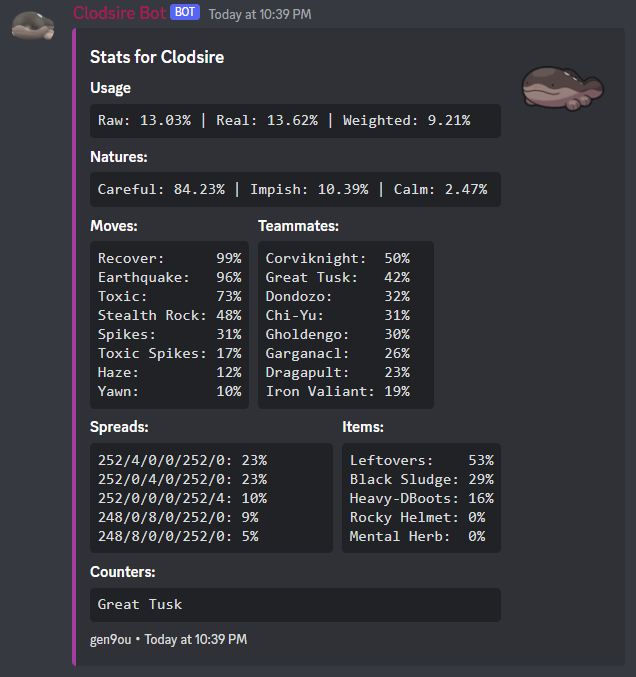 Clodsire Bot BOT Today at 10:39 PM
Stats for Clodsire
Usage
Raw: 13.03% | Real: 13.62% | Weighted: 9.21%
Natures:
Careful: 84.23% | Impish: 10.39% | Calm: 2.47%
Moves:
Recover: 99%
Earthquake: 96%
Toxic: 73%
Stealth Rock: 48%
Spikes: 31%
Toxic Spikes: 17%
Haze: 12%
Yawn: 10%
Teammates:
Corviknight: 50%
Great Tusk: 42%
Dondozo: 32%
Chi-Yu: 31%
Gholdengo: 30%
Garganacl: 26%
Dragapult: 23%
Iron Valiant: 19%
Spreads:
252/4/0/0/252/0: 23%
252/0/4/0/252/0: 23%
252/0/0/0/252/4: 10%
248/0/8/0/252/0: 9%
248/8/0/0/252/0: 5%
Items:
Leftovers: 53%
Black Sludge: 29%
Heavy-DBoots: 16%
Rocky Helmet: 0%
Mental Herb: 0%
Counters:
Great Tusk
gen9ou • Today at 10:39 PM